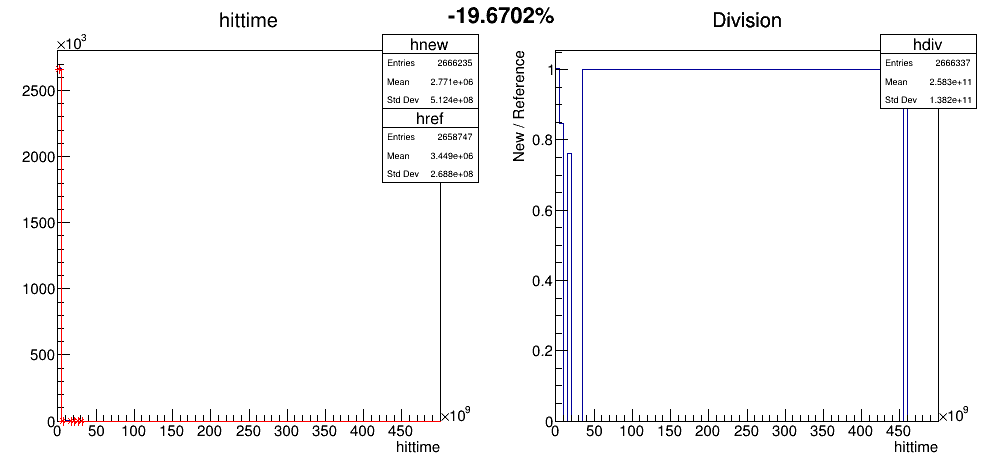 -19.6702%
hittime
×10³
hnew
Entries 2666235
Mean 2.771e+06
Std Dev 5.124e+08
href
Entries 2658747
Mean 3.449e+06
Std Dev 2.688e+08
2500
2000
1500
1000
500
0
0 50 100 150 200 250 300 350 400 450
×10⁹
hittime
Division
New / Reference
hdiv
Entries 2666337
Mean 2.583e+11
Std Dev 1.382e+11
1
0.8
0.6
0.4
0.2
0
0 50 100 150 200 250 300 350 400 450
×10⁹
hittime